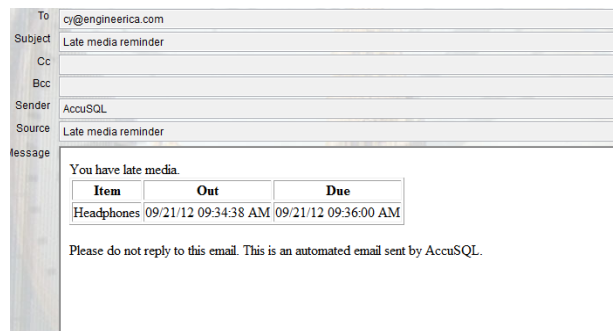 To cy@engineerica.com
Subject Late media reminder
Cc
Bcc
Sender AccuSQL
Source Late media reminder
Message
You have late media.
Item Out Due
Headphones 09/21/12 09:34:38 AM 09/21/12 09:36:00 AM
Please do not reply to this email. This is an automated email sent by AccuSQL.